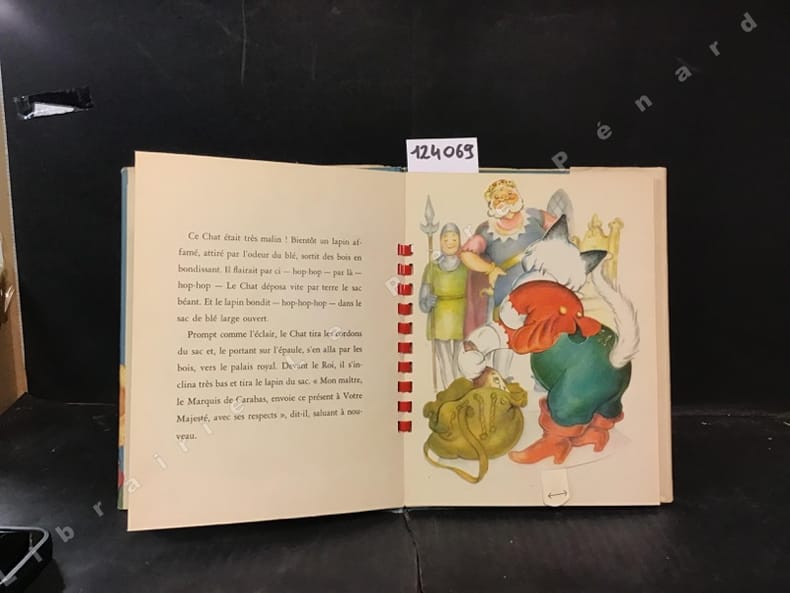 124069
Ce Chat était très malin ! Bientôt un lapin af-
famé, attiré par l'odeur du blé, sortit des bois en
bondissant. Il flairait par ci — hop-hop — par là —
hop-hop — Le Chat déposa vite par terre le sac
béant. Et le lapin bondit — hop-hop-hop — dans le
sac de blé large ouvert.
Prompt comme l'éclair, le Chat tira les cordons
du sac et, le portant sur l'épaule, s'en alla par les
bois, vers le palais royal. Devant le Roi, il s'in-
clina très bas et tira le lapin du sac. « Mon maître,
le Marquis de Carabas, envoie ce présent à Votre
Majesté, avec ses respects », dit-il, saluant à nou-
veau.
Librairie La Pénard